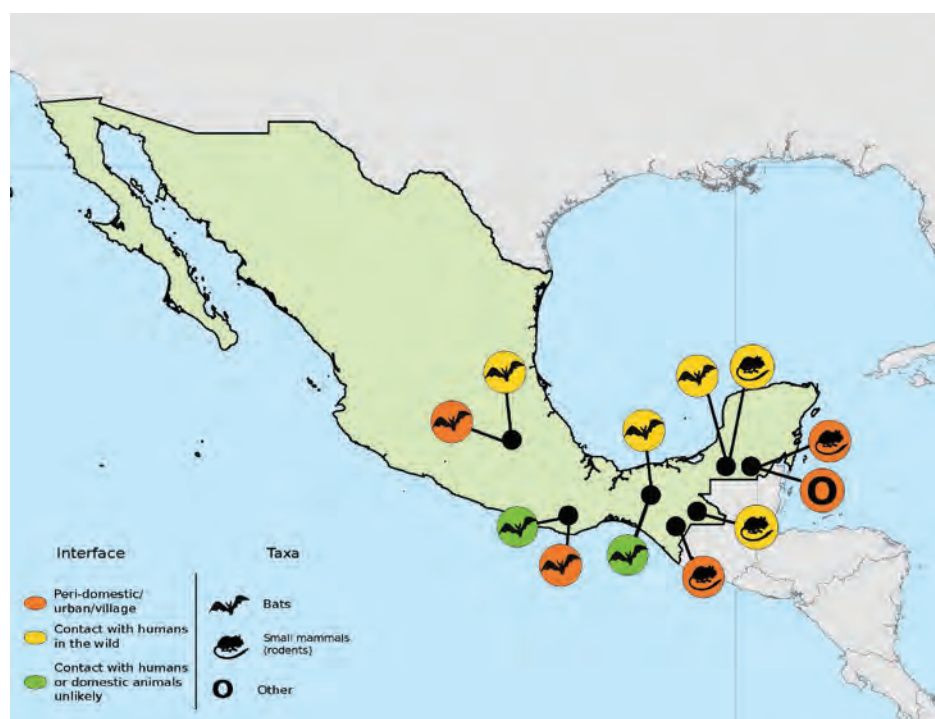 O
Interface
Peri-domestic/
urban/village
Contact with humans
in the wild
Contact with humans
or domestic animals
unlikely
Taxa
Bats
Small mammals
(rodents)
O
Other